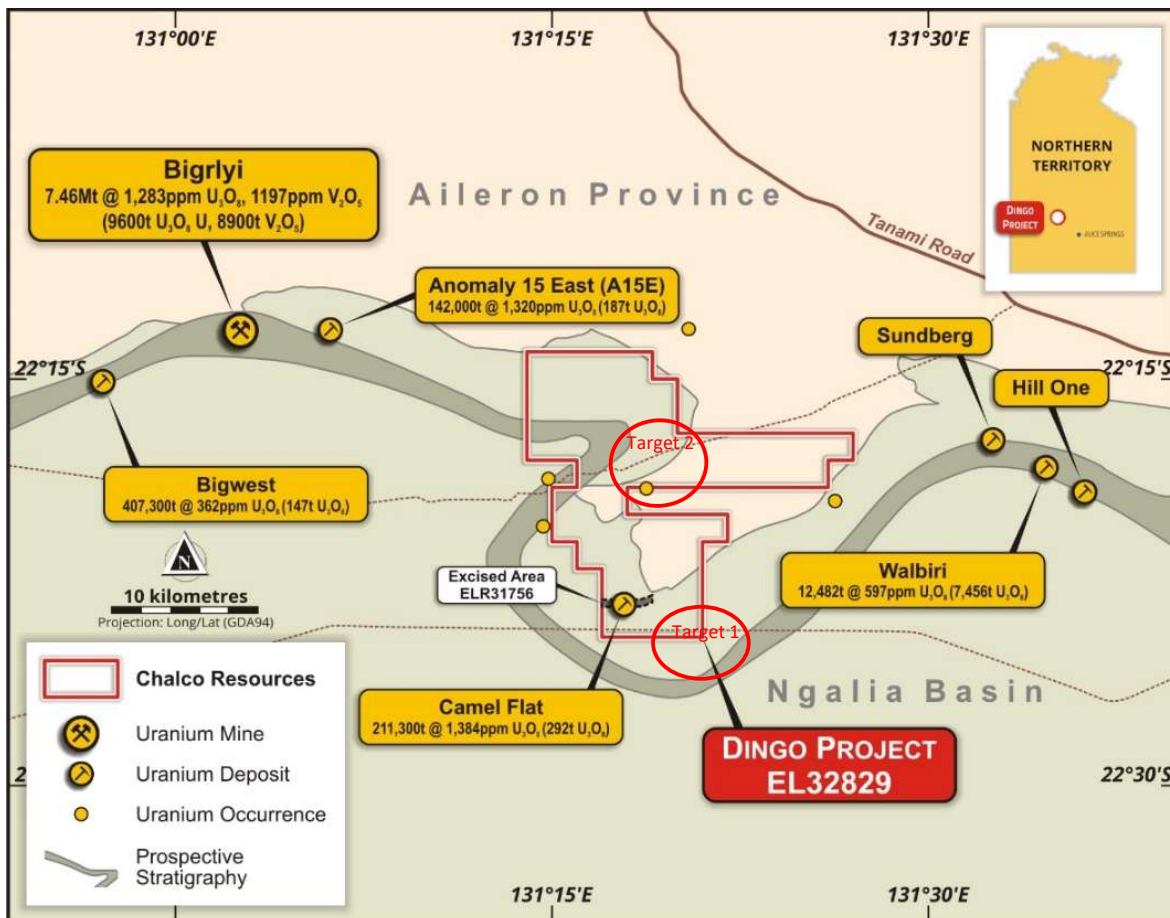 131°00'E
131°15'E
131°30'E
NORTHERN
TERRITORY
DINGO
PROJECT
ALICE SPRINGS
Bigrlyi
7.46Mt @ 1,283ppm U₃O₈, 1197ppm V₂O₅
(9600t U₃O₈ U, 8900t V₂O₅)
Aileron Province
Tanami Road
Anomaly 15 East (A15E)
142,000t @ 1,320ppm U₃O₈ (187t U₃O₈)
Sundberg
22°15'S
22°15'S
Hill One
Target 2
Bigwest
407,300t @ 362ppm U₃O₈ (147t U₃O₈)
N
10 kilometres
Projection: Long/Lat (GDA94)
Excised Area
ELR31756
Walbiri
12,482t @ 597ppm U₃O₈ (7,456t U₃O₈)
Target 1
Camel Flat
211,300t @ 1,384ppm U₃O₈ (292t U₃O₈)
Ngalia Basin
DINGO PROJECT
EL32829
Chalco Resources
Uranium Mine
Uranium Deposit
Uranium Occurrence
Prospective
Stratigraphy
2
22°30'S
131°15'E
131°30'E